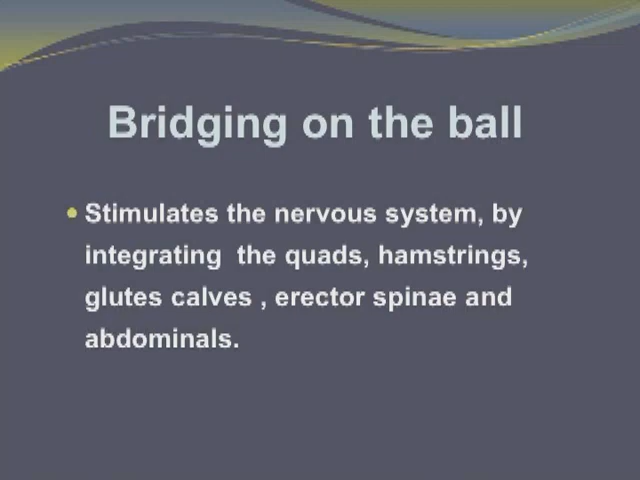 Bridging on the ball
Stimulates the nervous system, by
integrating  the quads, hamstrings,
glutes calves , erector spinae and
abdominals.